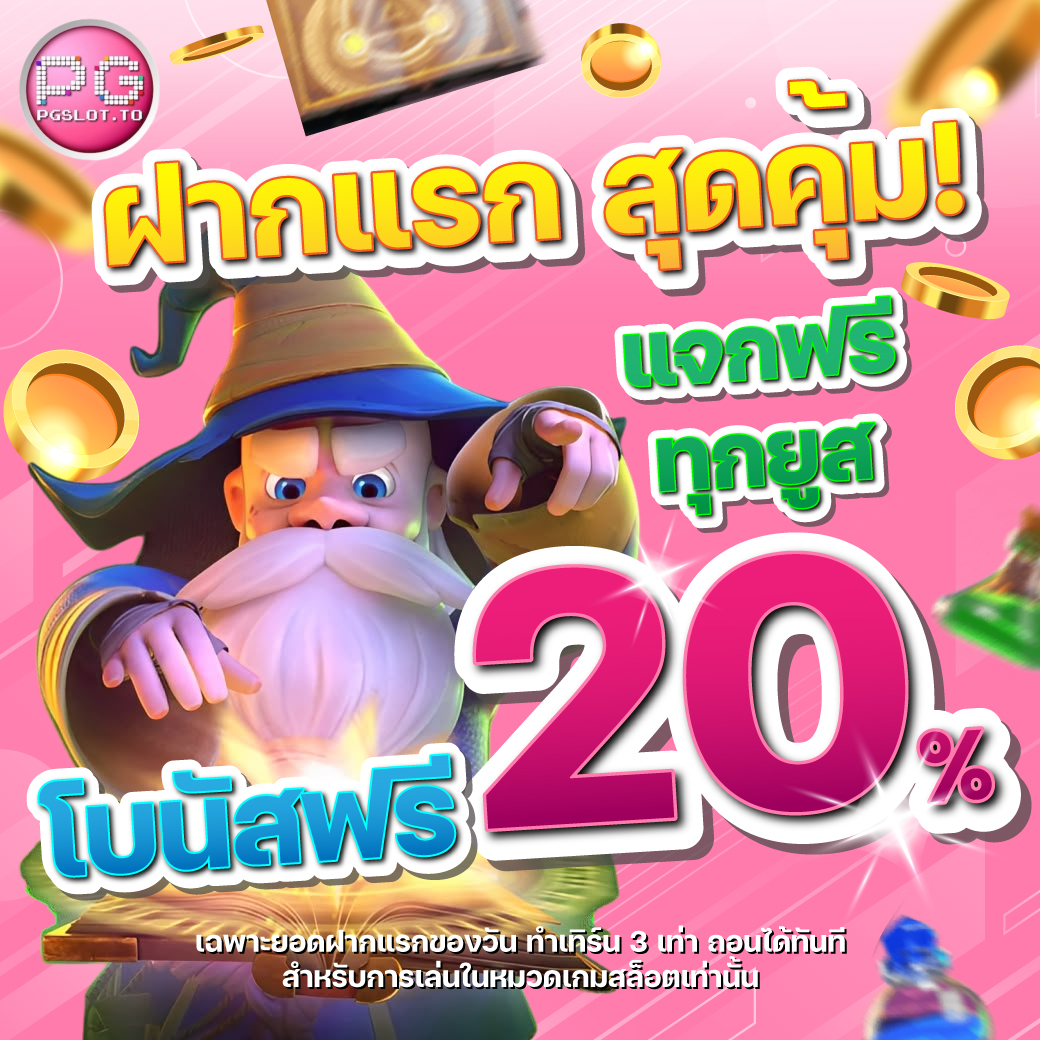 PG
PGSLOT.TO
ฝากแรก สุดคุ้ม!
แจกฟรี
ทุกยูส
20%
โบนัสฟรี
เฉพาะยอดฝากแรกของวัน ทำเทิร์น 3 เท่า ถอนได้ทันที
สำหรับการเล่นในหมวดเกมสล็อตเท่านั้น